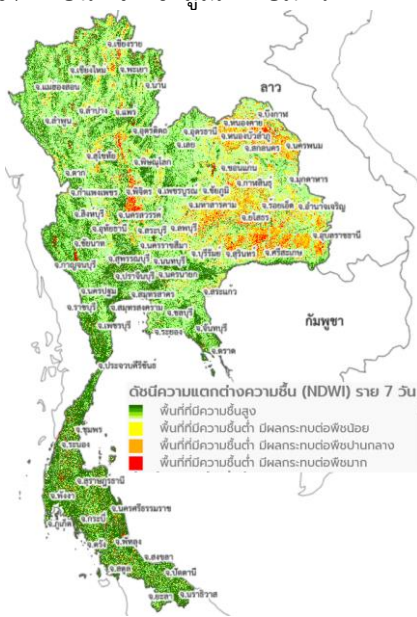 จ.เชียงราย
จ.เชียงใหม่
จ.พะเยา
จ.แม่ฮ่องสอน
จ.น่าน
จ.ลำปาง
จ.แพร่
จ.ลำพูน
จ.อุตรดิตถ์
จ.สุโขทัย
จ.ตาก
จ.พิษณุโลก
จ.กำแพงเพชร
จ.พิจิตร
จ.เพชรบูรณ์
ลาว
จ.บึงกาฬ
จ.หนองคาย
จ.อุดรธานี
จ.หนองบัวลำภู
จ.เลย
จ.สกลนคร
จ.นครพนม
จ.ขอนแก่น
จ.มุกดาหาร
จ.กาฬสินธุ์
จ.ชัยภูมิ
จ.มหาสารคาม
จ.ร้อยเอ็ด
จ.อำนาจเจริญ
จ.ยโสธร
จ.อุบลราชธานี
จ.บุรีรัมย์
จ.สุรินทร์
จ.ศรีสะเกษ
จ.สิงห์บุรี
จ.นครสวรรค์
จ.อุทัยธานี
จ.สระบุรี
จ.ลพบุรี
จ.ชัยนาท
จ.นครราชสีมา
จ.สุพรรณบุรี
จ.นนทบุรี
จ.กาญจนบุรี
จ.ปราจีนบุรี
จ.นครนายก
จ.นครปฐม
จ.สมุทรสาคร
จ.สระแก้ว
จ.ราชบุรี
จ.สมุทรสงคราม
จ.ชลบุรี
จ.เพชรบุรี
จ.ระยอง
จ.จันทบุรี
จ.ตราด
กัมพูชา
จ.ประจวบคีรีขันธ์
ดัชนีความแตกต่างความชื้น (NDWI) ราย 7 วัน
พื้นที่ที่มีความชื้นสูง
พื้นที่ที่มีความชื้นต่ำ มีผลกระทบต่อพืชน้อย
พื้นที่ที่มีความชื้นต่ำ มีผลกระทบต่อพืชปานกลาง
พื้นที่ที่มีความชื้นต่ำ มีผลกระทบต่อพืชมาก
จ.ชุมพร
จ.ระนอง
จ.สุราษฎร์ธานี
จ.พังงา
จ.นครศรีธรรมราช
จ.ภูเก็ต
จ.กระบี่
จ.ตรัง
จ.พัทลุง
จ.สงขลา
จ.สตูล
จ.ปัตตานี
จ.ยะลา
จ.นราธิวาส